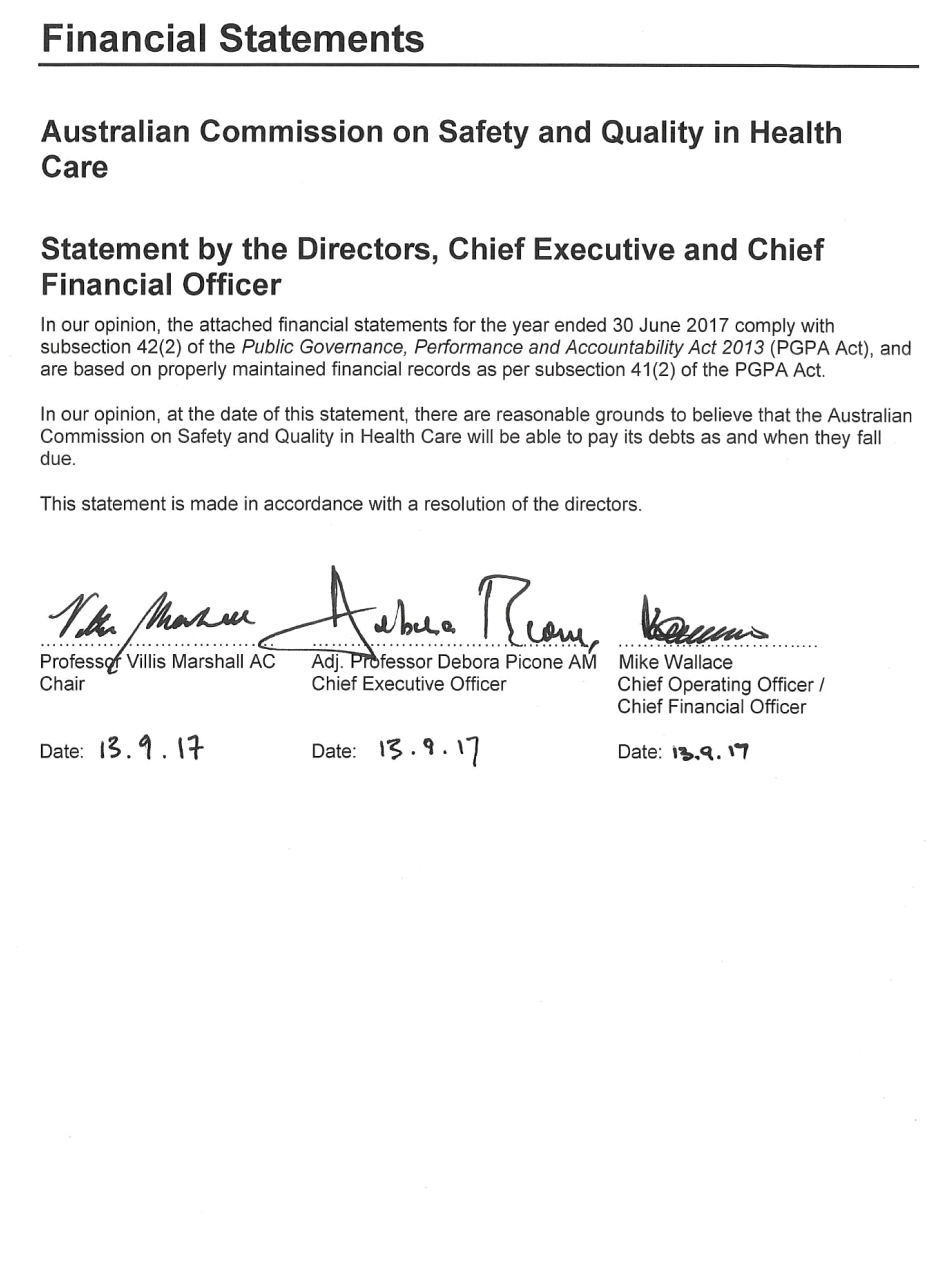 Financial Statements
Australian Commission on Safety and Quality in Health
Care
Statement by the Directors, Chief Executive and Chief
Financial Officer
In our opinion, the attached financial statements for the year ended 30 June 2017 comply with
subsection 42(2) of the Public Governance, Performance and Accountability Act 2013 (PGPA Act), and
are based on properly maintained financial records as per subsection 41(2) of the PGPA Act.
In our opinion, at the date of this statement, there are reasonable grounds to believe that the Australian
Commission on Safety and Quality in Health Care will be able to pay its debts as and when they fall
due.
This statement is made in accordance with a resolution of the directors.
Professor Villis Marshall AC
Chair
Date: 13.9.17
Adj. Professor Debora Picone AM
Chief Executive Officer
Date: 13.9.17
Mike Wallace
Chief Operating Officer /
Chief Financial Officer
Date: 13.9.17